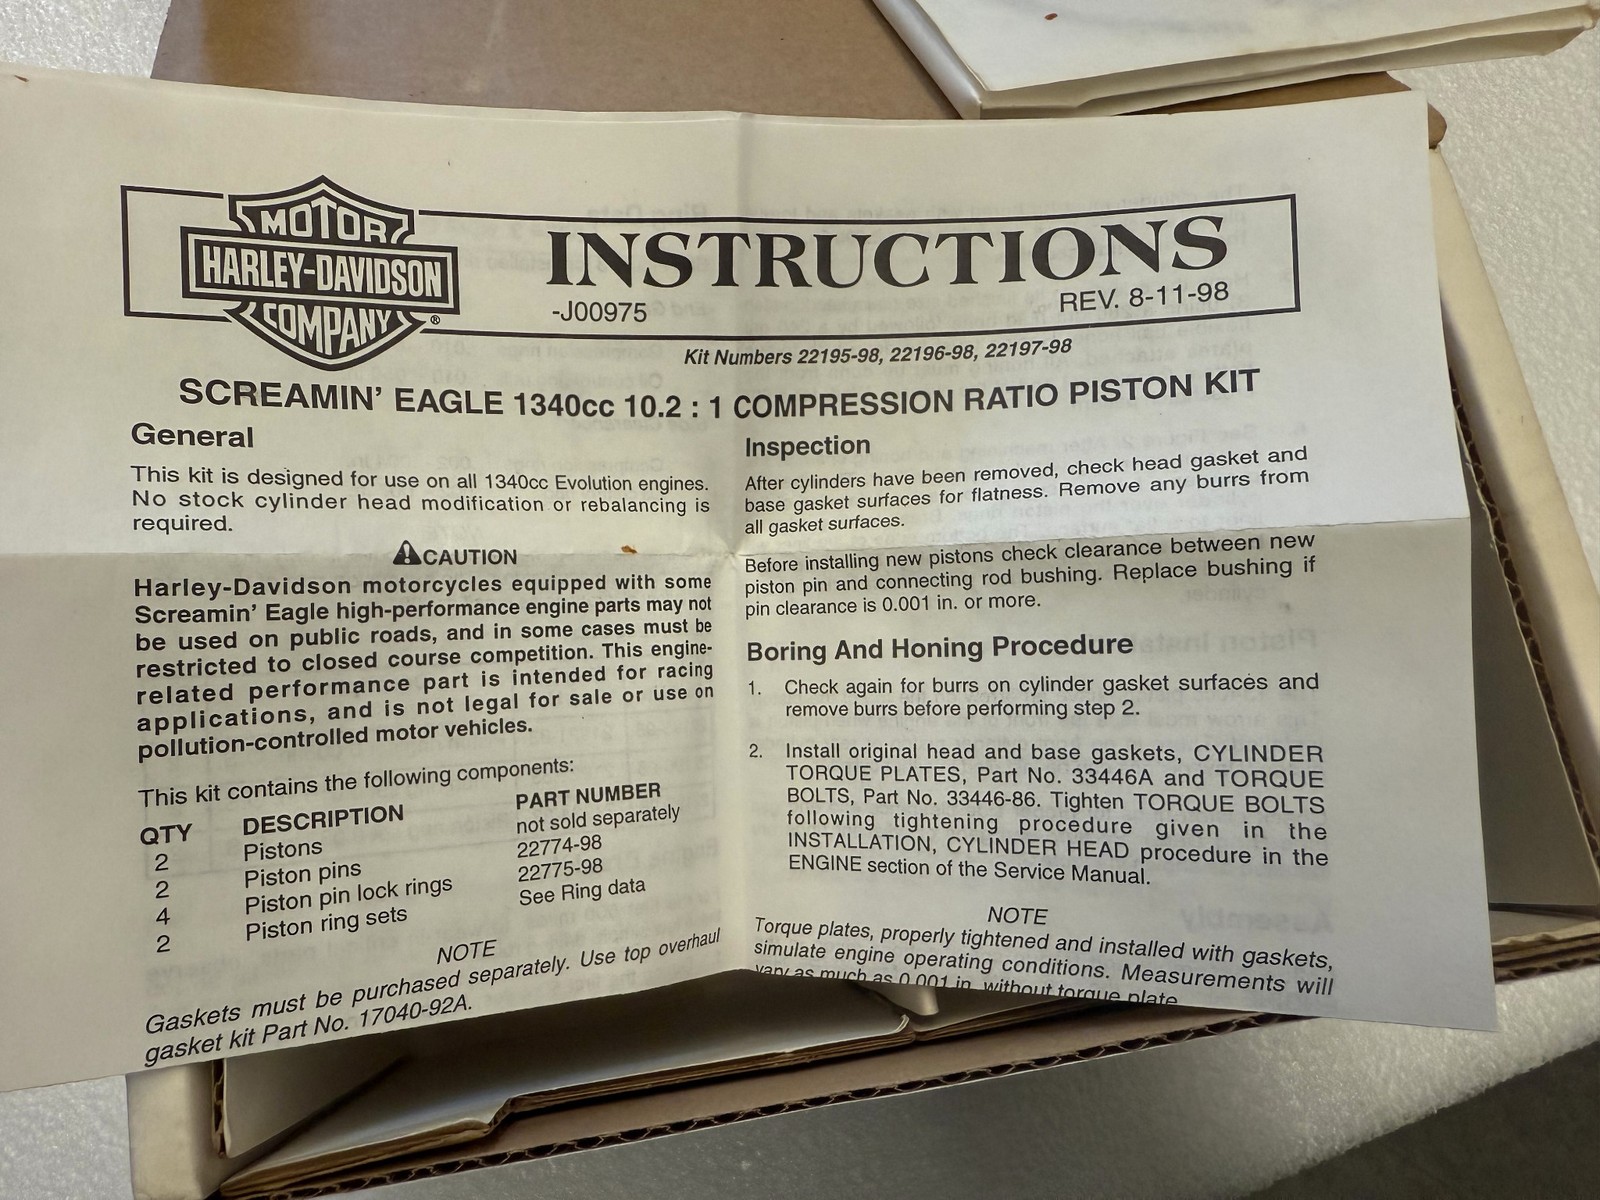 MOTOR
HARLEY-DAVIDSON
COMPANY
®
INSTRUCTIONS
-J00975
REV. 8-11-98
Kit Numbers 22195-98, 22196-98, 22197-98
SCREAMIN' EAGLE 1340cc 10.2 : 1 COMPRESSION RATIO PISTON KIT
General
This kit is designed for use on all 1340cc Evolution engines.
No stock cylinder head modification or rebalancing is
required.
CAUTION
Harley-Davidson motorcycles equipped with some
Screamin' Eagle high-performance engine parts may not
be used on public roads, and in some cases must be
restricted to closed course competition. This engine-
related performance part is intended for racing
applications, and is not legal for sale or use on
pollution-controlled motor vehicles.
This kit contains the following components:
QTY DESCRIPTION PART NUMBER
2 Pistons not sold separately
2 Piston pins 22774-98
4 Piston pin lock rings 22775-98
2 Piston ring sets See Ring data
NOTE
Gaskets must be purchased separately. Use top overhaul
gasket kit Part No. 17040-92A.
Inspection
After cylinders have been removed, check head gasket and
base gasket surfaces for flatness. Remove any burrs from
all gasket surfaces.
Before installing new pistons check clearance between new
piston pin and connecting rod bushing. Replace bushing if
pin clearance is 0.001 in. or more.
Boring And Honing Procedure
1. Check again for burrs on cylinder gasket surfaces and
remove burrs before performing step 2.
2. Install original head and base gaskets, CYLINDER
TORQUE PLATES, Part No. 33446A and TORQUE
BOLTS, Part No. 33446-86. Tighten TORQUE BOLTS
following tightening procedure given in the
INSTALLATION, CYLINDER HEAD procedure in the
ENGINE section of the Service Manual.
NOTE
Torque plates, properly tightened and installed with gaskets,
simulate engine operating conditions. Measurements will
vary as much as 0.001 in. without torque plate